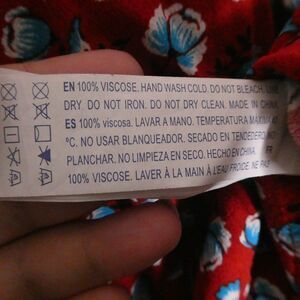 EN 100% VISCOSE. HAND WASH COLD. DO NOT BLEACH. LINE
DRY. DO NOT IRON. DO NOT DRY CLEAN. MADE IN CHINA
ES 100% viscosa. LAVAR A MANO. TEMPERATURA MAXIMA 40
ºC. NO USAR BLANQUEADOR. SECADO EN TENDEDERO. NO
PLANCHAR. NO LIMPIEZA EN SECO. HECHO EN CHINA. FR
100% VISCOSE. LAVER À LA MAIN À L'EAU FROIDE. NE PAS